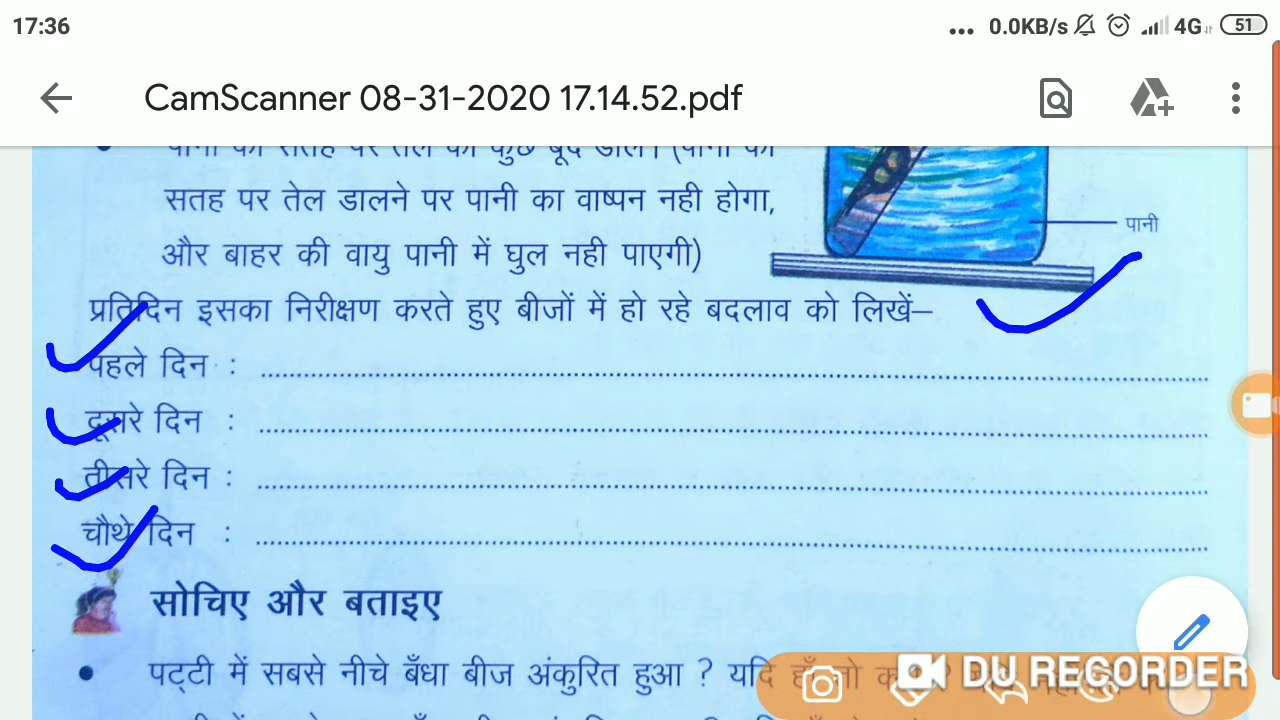 17:36
... 0.0KB/s 4G 51
CamScanner 08-31-2020 17.14.52.pdf
पानी की सतह पर तेल की कुछ बूंद डालें। (पानी की
सतह पर तेल डालने पर पानी का वाष्पन नही होगा,
और बाहर की वायु पानी में घुल नही पाएगी)
पानी
प्रतिदिन इसका निरीक्षण करते हुए बीजों में हो रहे बदलाव को लिखें–
पहले दिन :
दूसरे दिन :
तीसरे दिन :
चौथे दिन :
सोचिए और बताइए
• पट्टी में सबसे नीचे बँधा बीज अंकुरित हुआ ? यदि हाँ तो
DU RECORDER